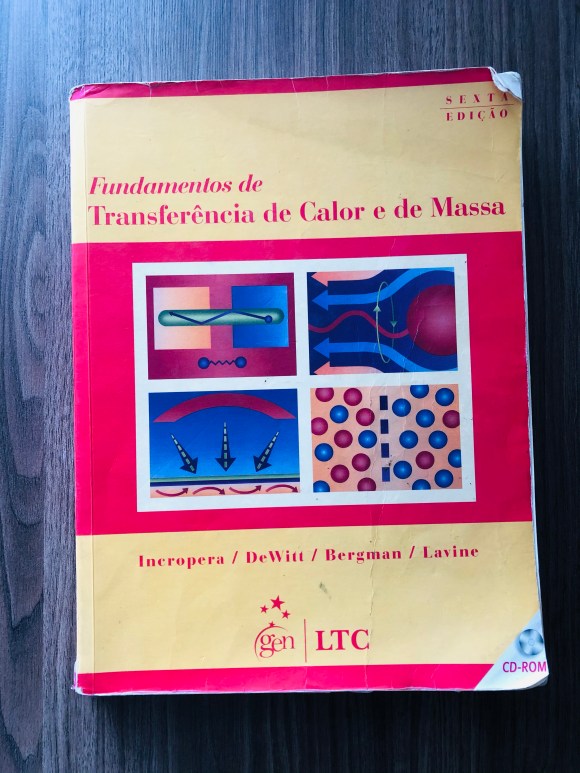 SEXTA
EDIÇÃO
Fundamentos de
Transferência de Calor e de Massa
Incropera / DeWitt / Bergman / Lavine
gen | LTC
CD-ROM